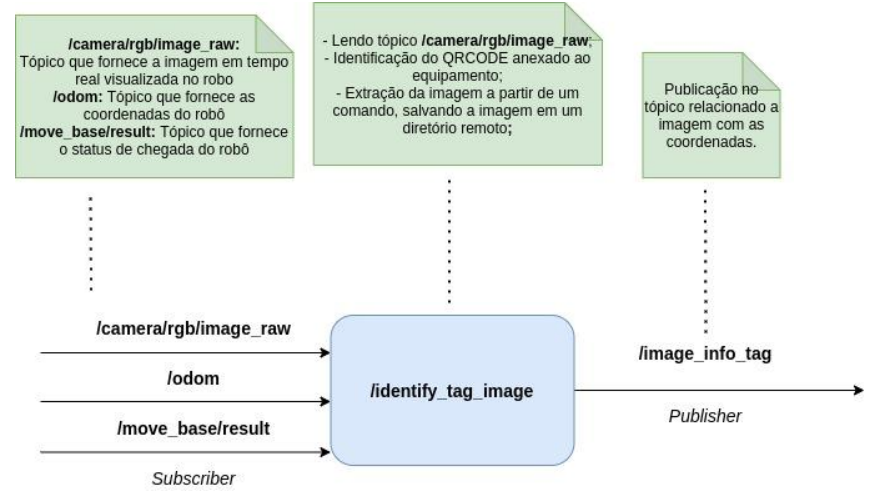 /camera/rgb/image_raw:
Tópico que fornece a imagem em tempo
real visualizada no robo
/odom: Tópico que fornece as
coordenadas do robô
/move_base/result: Tópico que fornece
o status de chegada do robô
- Lendo tópico /camera/rgb/image_raw;
- Identificação do QRCODE anexado ao
equipamento;
- Extração da imagem a partir de um
comando, salvando a imagem em um
diretório remoto;
Publicação no
tópico relacionado a
imagem com as
coordenadas.
/camera/rgb/image_raw
/odom
/move_base/result
Subscriber
/identify_tag_image
/image_info_tag
Publisher